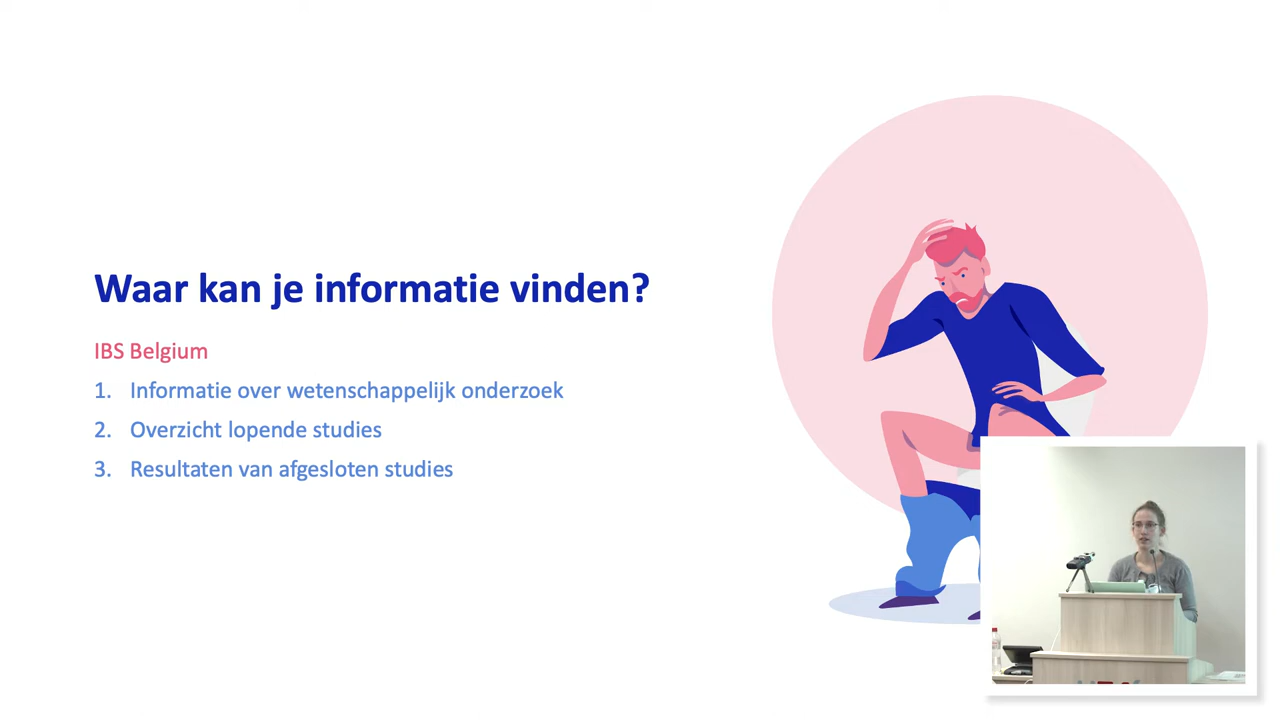 Waar kan je informatie vinden?
IBS Belgium
1. Informatie over wetenschappelijk onderzoek
2. Overzicht lopende studies
3. Resultaten van afgesloten studies